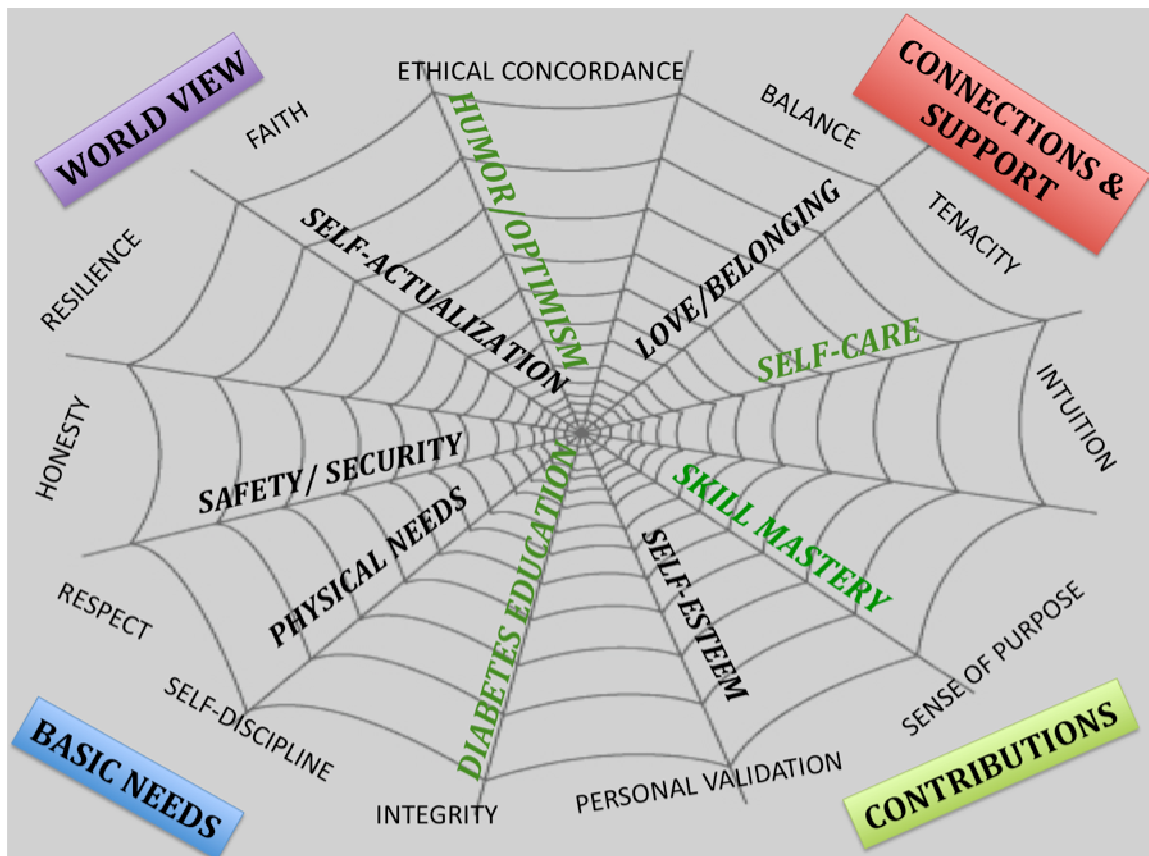 ETHICAL CONCORDANCE
WORLD VIEW
CONNECTIONS &
SUPPORT
FAITH
BALANCE
HUMOR/OPTIMISM
SELF-ACTUALIZATION
LOVE/BELONGING
TENACITY
RESILIENCE
SELF-CARE
INTUITION
HONESTY
SAFETY/ SECURITY
PHYSICAL NEEDS
DIABETES EDUCATION
SKILL MASTERY
SELF-ESTEEM
RESPECT
SENSE OF PURPOSE
SELF-DISCIPLINE
BASIC NEEDS
INTEGRITY
PERSONAL VALIDATION
CONTRIBUTIONS